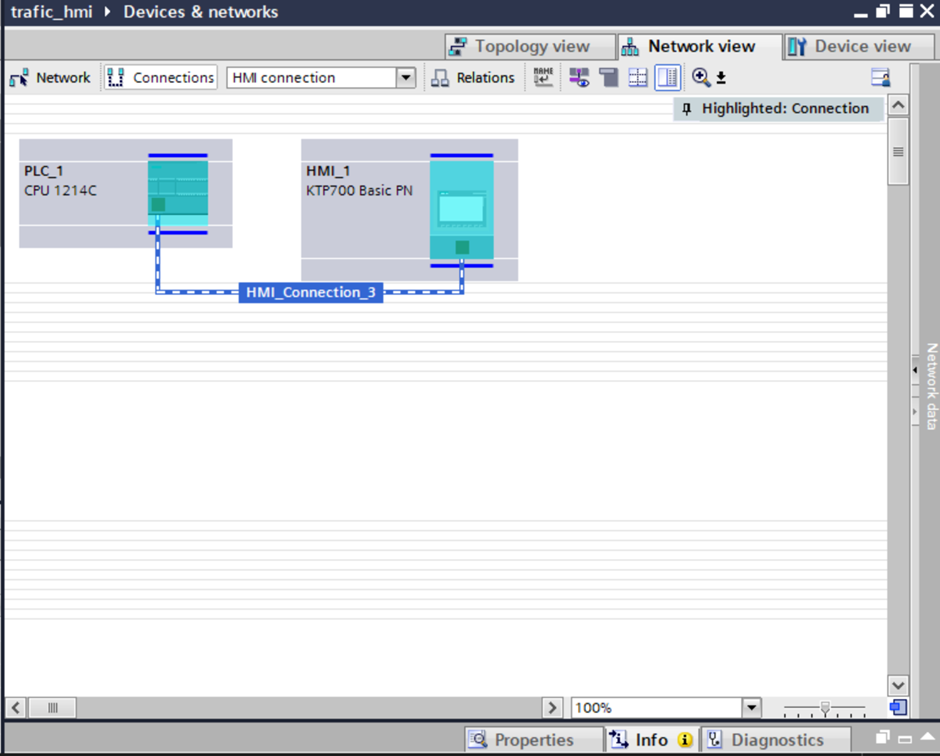 trafic_hmi ▸ Devices & networks
Topology view
Network view
Device view
Network
Connections
HMI connection
Relations
Highlighted: Connection
PLC_1
CPU 1214C
HMI_1
KTP700 Basic PN
HMI_Connection_3
Network data
100%
Properties
Info
Diagnostics